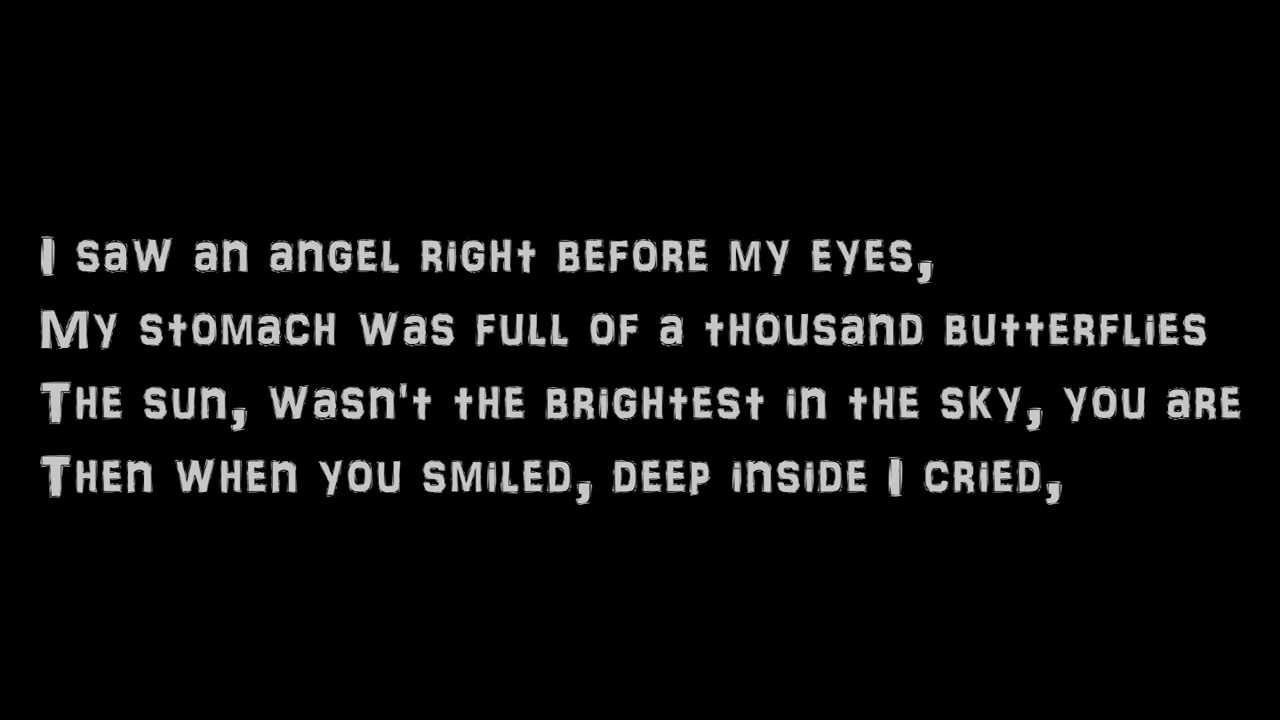 I saw an angel right before my eyes,
My stomach was full of a thousand butterflies
The sun, wasn't the brightest in the sky, you are
Then when you smiled, deep inside I cried,